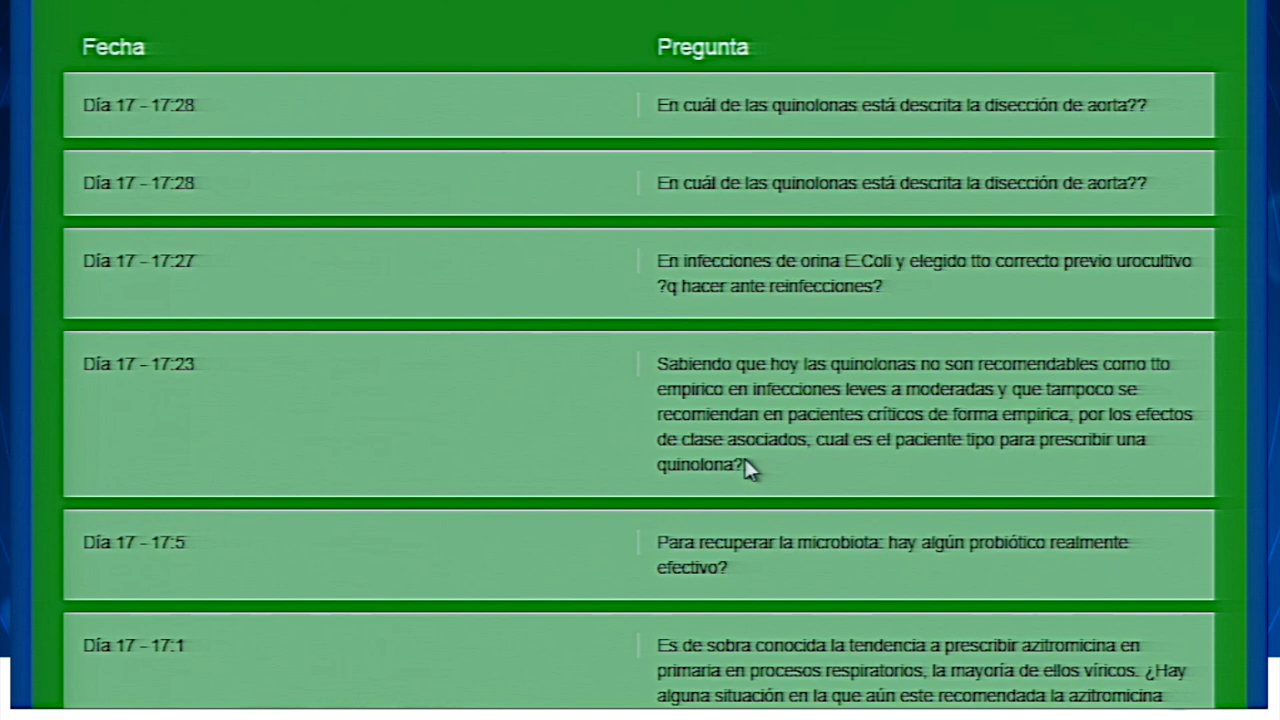 Fecha Pregunta
Día 17 - 17:28 En cuál de las quinolonas está descrita la disección de aorta??
Día 17 - 17:28 En cuál de las quinolonas está descrita la disección de aorta??
Día 17 - 17:27 En infecciones de orina E.Coli y elegido tto correcto previo urocultivo
?q hacer ante reinfecciones?
Día 17 - 17:23 Sabiendo que hoy las quinolonas no son recomendables como tto
empirico en infecciones leves a moderadas y que tampoco se
recomiendan en pacientes críticos de forma empirica, por los efectos
de clase asociados, cual es el paciente tipo para prescribir una
quinolona?
Día 17 - 17:5 Para recuperar la microbiota: hay algún probiótico realmente
efectivo?
Día 17 - 17:1 Es de sobra conocida la tendencia a prescribir azitromicina en
primaria en procesos respiratorios, la mayoría de ellos víricos. ¿Hay
alguna situación en la que aún este recomendada la azitromicina